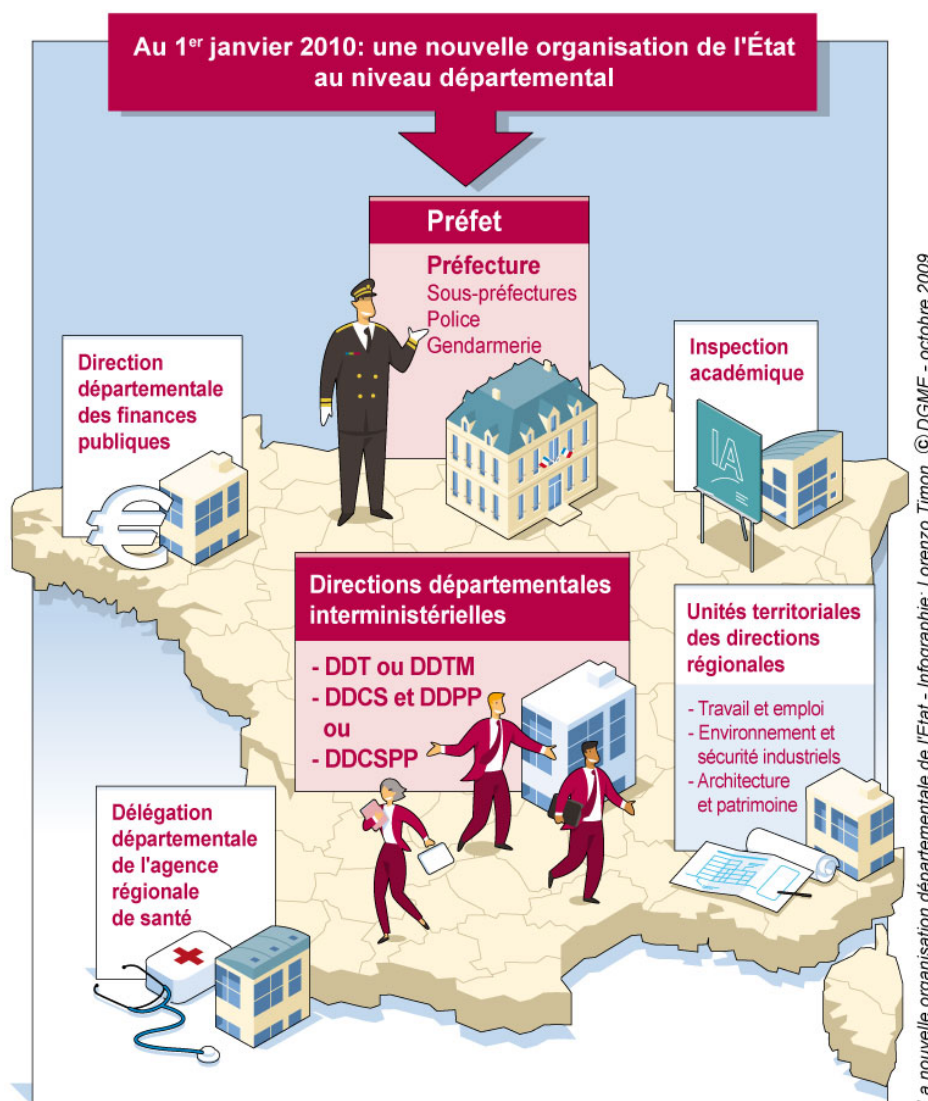 Au 1er janvier 2010: une nouvelle organisation de l'État
au niveau départemental
Préfet
Préfecture
Sous-préfectures
Police
Gendarmerie
Direction
départementale
des finances
publiques
Inspection
académique
IA
Directions départementales
interministérielles
- DDT ou DDTM
- DDCS et DDPP
ou
- DDCSPP
Unités territoriales
des directions
régionales
- Travail et emploi
- Environnement et
sécurité industriels
- Architecture
et patrimoine
Délégation
départementale
de l'agence
régionale
de santé
La nouvelle organisation départementale de l'Etat - Infographie: Lorenzo Timon © DGME - octobre 2009